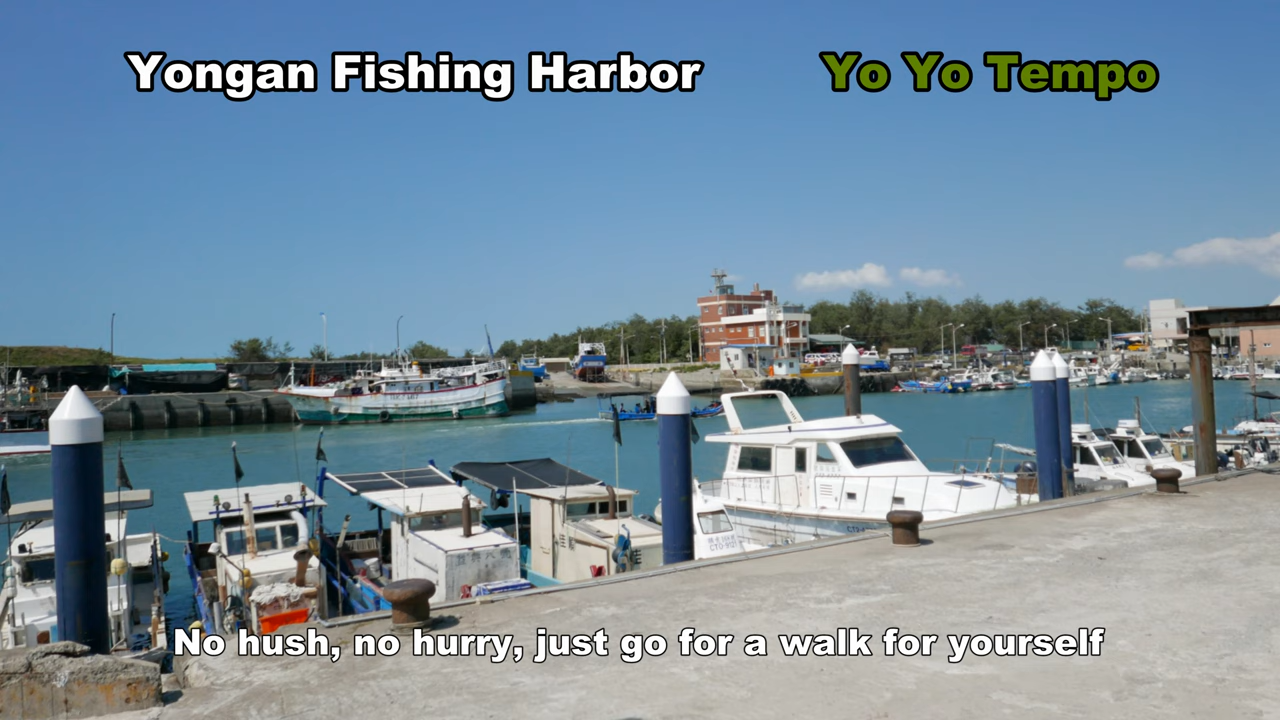 Yongan Fishing Harbor
Yo Yo Tempo
No hush, no hurry, just go for a walk for yourself